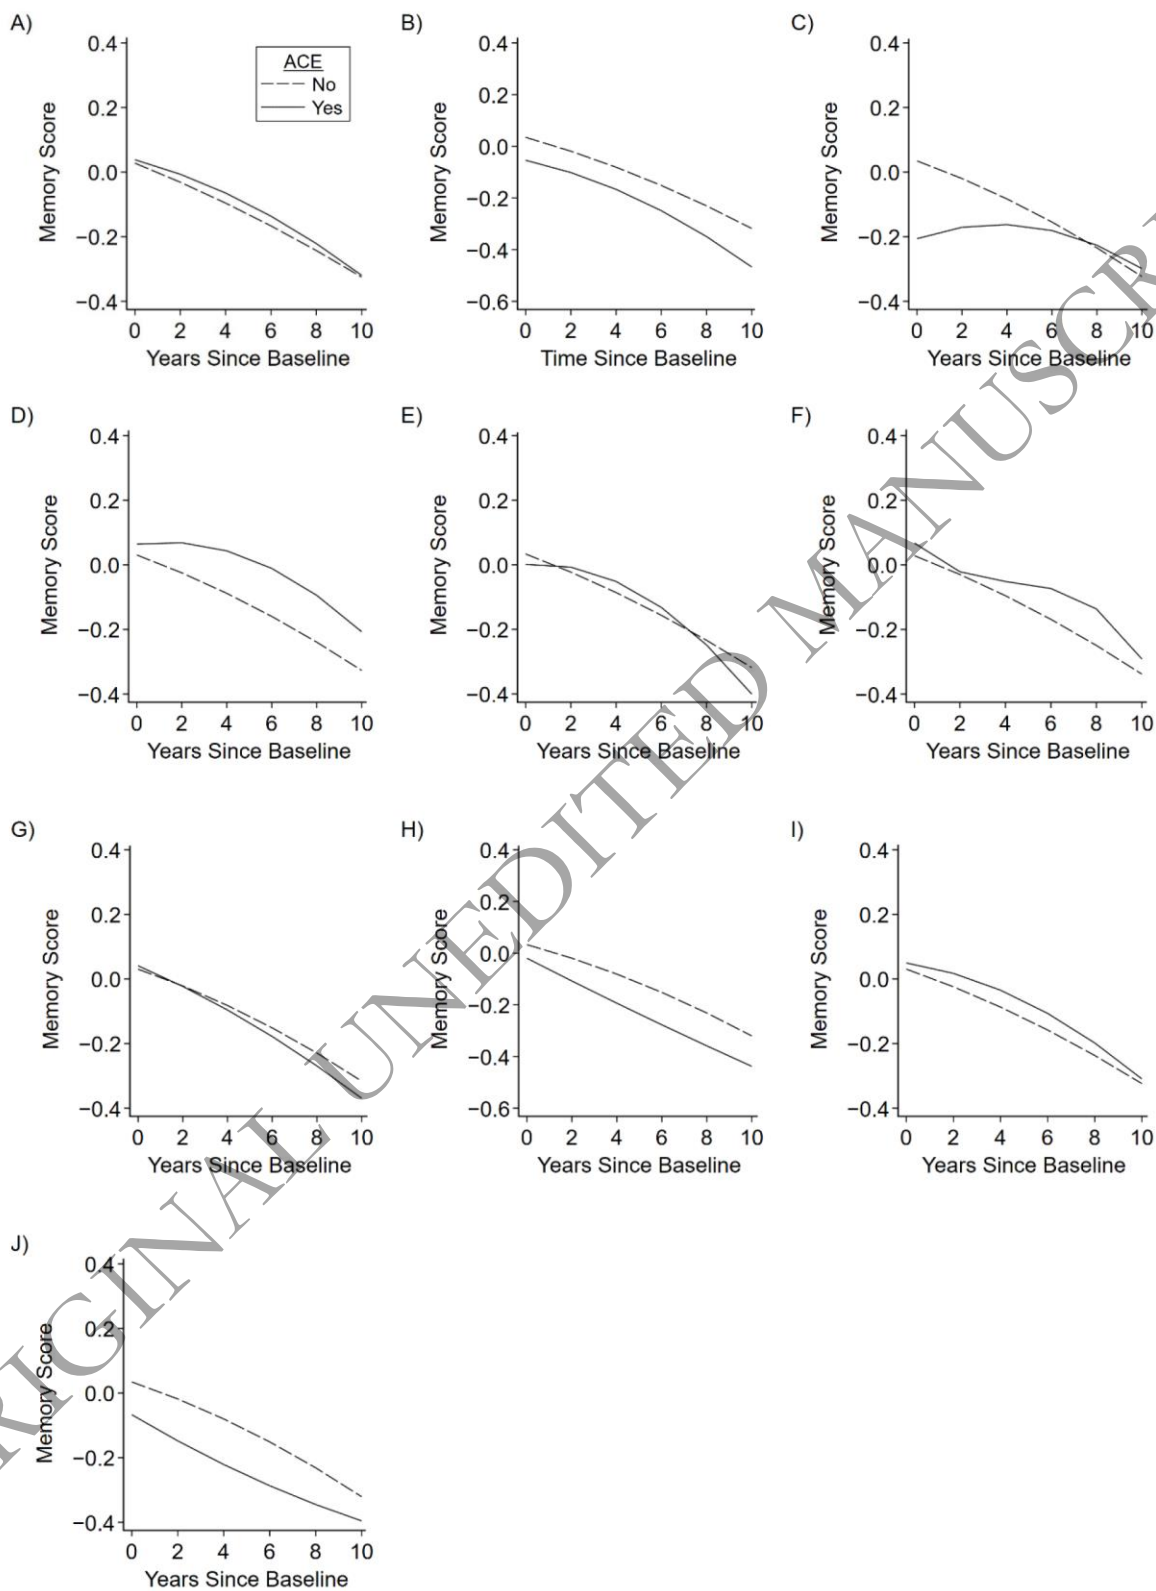 A)
0.4
0.2
0.0
−0.2
−0.4
Memory Score
ACE
No
Yes
0 2 4 6 8 10
Years Since Baseline
B)
0.4
0.2
0.0
−0.2
−0.4
−0.6
Memory Score
0 2 4 6 8 10
Time Since Baseline
C)
0.4
0.2
0.0
−0.2
−0.4
Memory Score
0 2 4 6 8 10
Years Since Baseline
D)
0.4
0.2
0.0
−0.2
−0.4
Memory Score
0 2 4 6 8 10
Years Since Baseline
E)
0.4
0.2
0.0
−0.2
−0.4
Memory Score
0 2 4 6 8 10
Years Since Baseline
F)
0.4
0.2
0.0
−0.2
−0.4
Memory Score
0 2 4 6 8 10
Years Since Baseline
G)
0.4
0.2
0.0
−0.2
−0.4
Memory Score
0 2 4 6 8 10
Years Since Baseline
H)
0.4
0.2
0.0
−0.2
−0.4
−0.6
Memory Score
0 2 4 6 8 10
Years Since Baseline
I)
0.4
0.2
0.0
−0.2
−0.4
Memory Score
0 2 4 6 8 10
Years Since Baseline
J)
0.4
0.2
0.0
−0.2
−0.4
Memory Score
0 2 4 6 8 10
Years Since Baseline
RIGINAL UNEDITED MANUSCRI